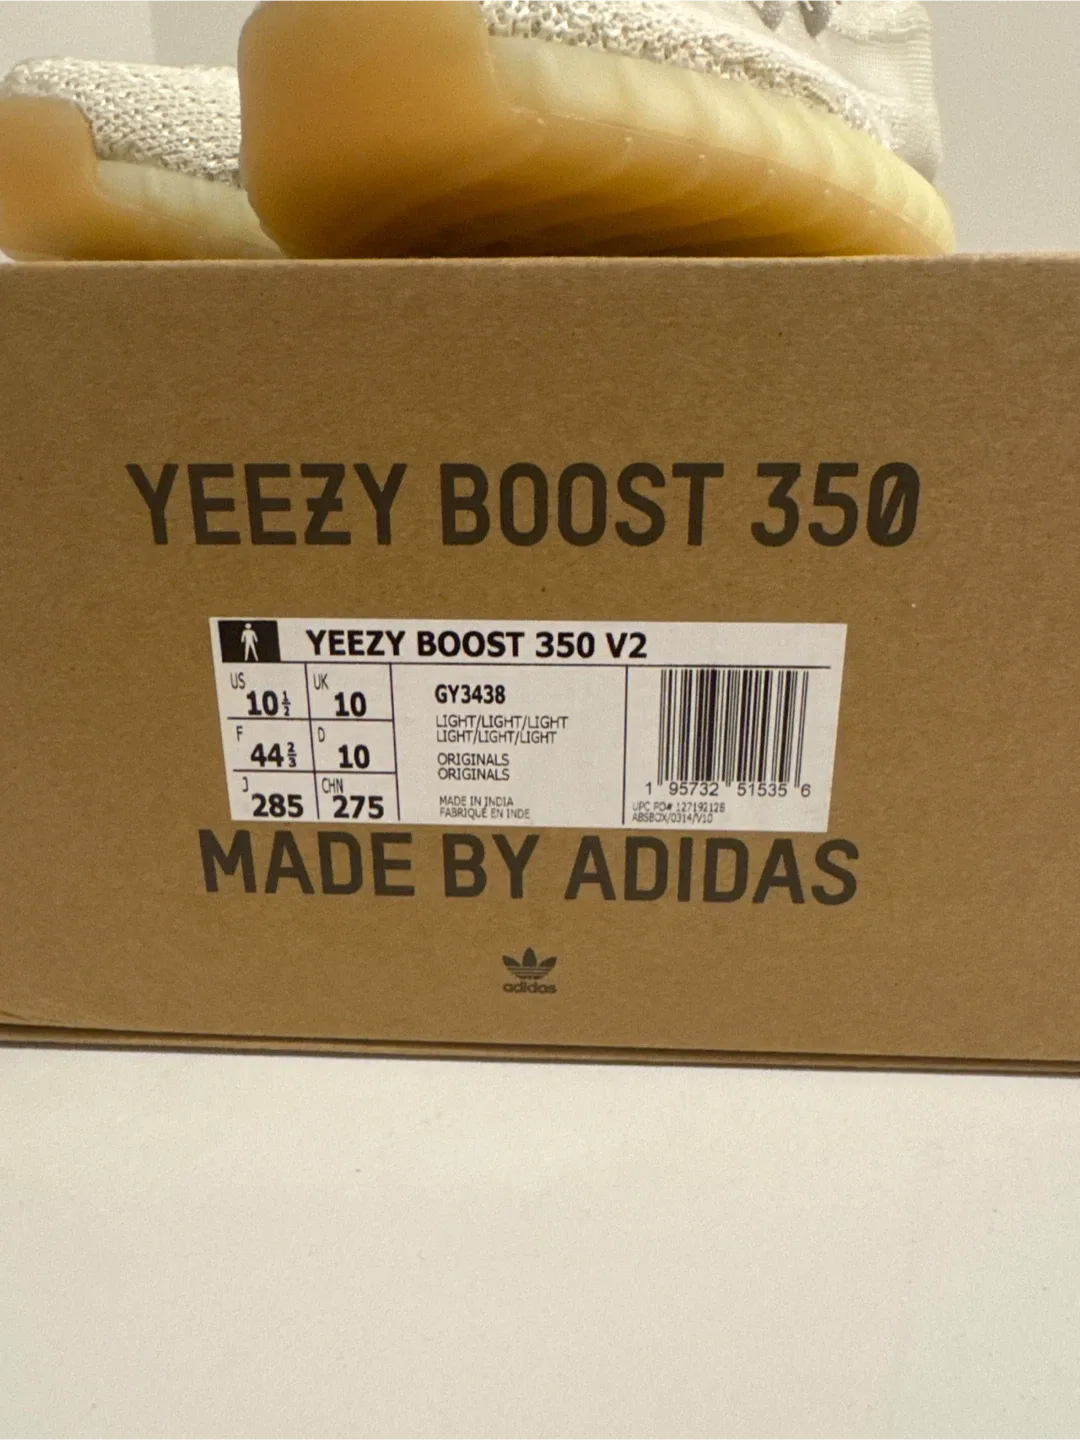 YEEZY BOOST 350
YEEZY BOOST 350 V2
US 10½ UK 10
F 44⅔ D 10
J 285 CHN 275
GY3438
LIGHT/LIGHT/LIGHT
LIGHT/LIGHT/LIGHT
ORIGINALS
ORIGINALS
MADE IN INDIA
FABRIQUÉ EN INDE
1 95732 51535 6
UPC PO# 127192126
ABSBOX/0314/V10
MADE BY ADIDAS
adidas